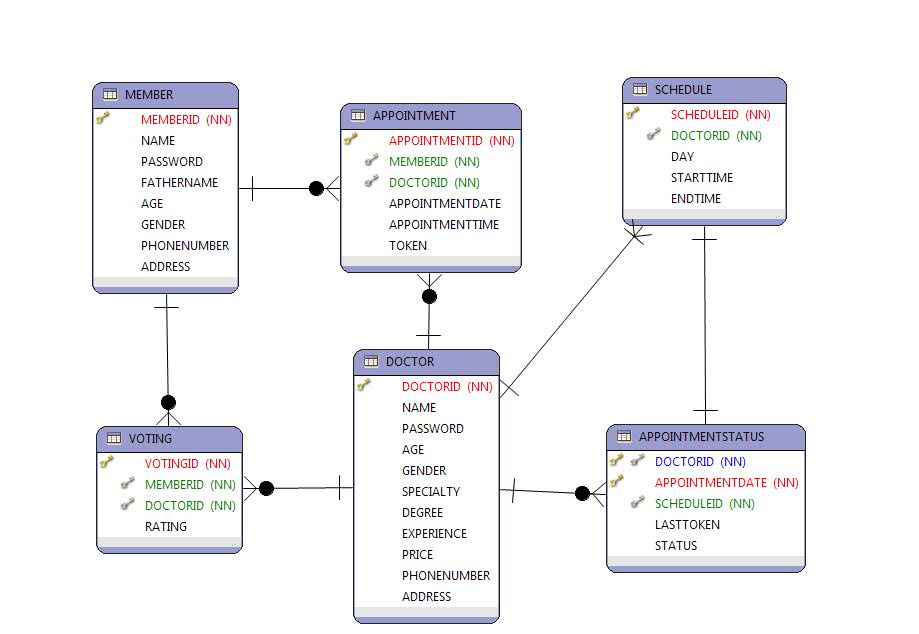 MEMBER
MEMBERID (NN)
NAME
PASSWORD
FATHERNAME
AGE
GENDER
PHONENUMBER
ADDRESS
APPOINTMENT
APPOINTMENTID (NN)
MEMBERID (NN)
DOCTORID (NN)
APPOINTMENTDATE
APPOINTMENTTIME
TOKEN
SCHEDULE
SCHEDULEID (NN)
DOCTORID (NN)
DAY
STARTTIME
ENDTIME
VOTING
VOTINGID (NN)
MEMBERID (NN)
DOCTORID (NN)
RATING
DOCTOR
DOCTORID (NN)
NAME
PASSWORD
AGE
GENDER
SPECIALTY
DEGREE
EXPERIENCE
PRICE
PHONENUMBER
ADDRESS
APPOINTMENTSTATUS
DOCTORID (NN)
APPOINTMENTDATE (NN)
SCHEDULEID (NN)
LASTTOKEN
STATUS